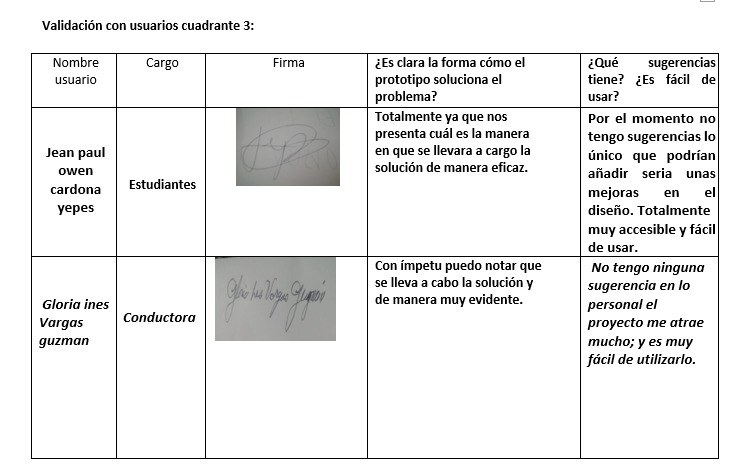 Validación con usuarios cuadrante 3:
Nombre usuario
Cargo
Firma
¿Es clara la forma cómo el
prototipo soluciona el
problema?
¿Qué sugerencias
tiene? ¿Es fácil de
usar?
Jean paul
owen
cardona
yepes
Estudiantes
Totalmente ya que nos
presenta cuál es la manera
en que se llevara a cargo la
solución de manera eficaz.
Por el momento no
tengo sugerencias lo
único que podrían
añadir seria unas
mejoras en el
diseño. Totalmente
muy accesible y fácil
de usar.
Gloria ines
Vargas
guzman
Conductora
Gloria Ines Vargas Guzmán
Con ímpetu puedo notar que
se lleva a cabo la solución y
de manera muy evidente.
No tengo ninguna
sugerencia en lo
personal el
proyecto me atrae
mucho; y es muy
fácil de utilizarlo.